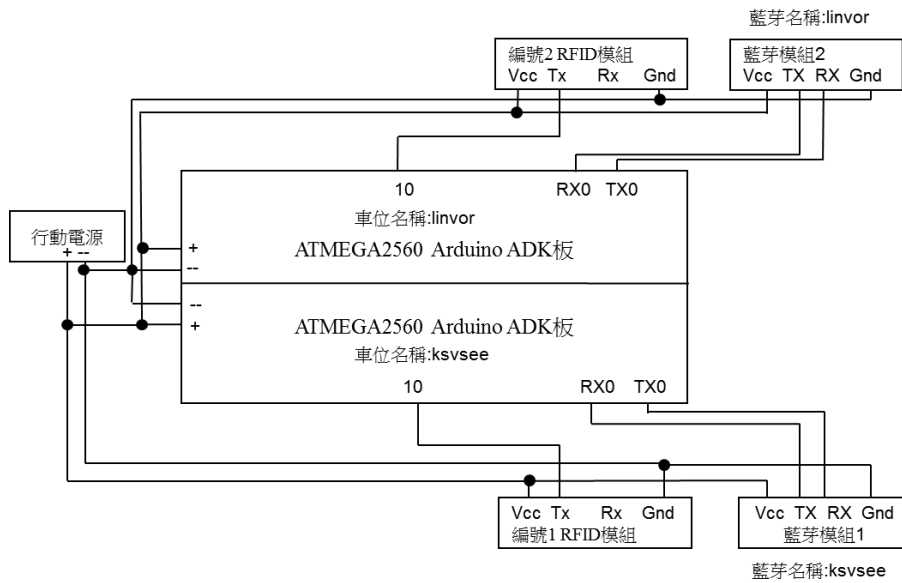 藍芽名稱:linvor
編號2 RFID模組
Vcc Tx Rx Gnd
藍芽模組2
Vcc TX RX Gnd
10 RX0 TX0
車位名稱:linvor
ATMEGA2560 Arduino ADK板
行動電源
+ --
+
--
--
+
ATMEGA2560 Arduino ADK板
車位名稱:ksvsee
10 RX0 TX0
Vcc Tx Rx Gnd
編號1 RFID模組
Vcc TX RX Gnd
藍芽模組1
藍芽名稱:ksvsee